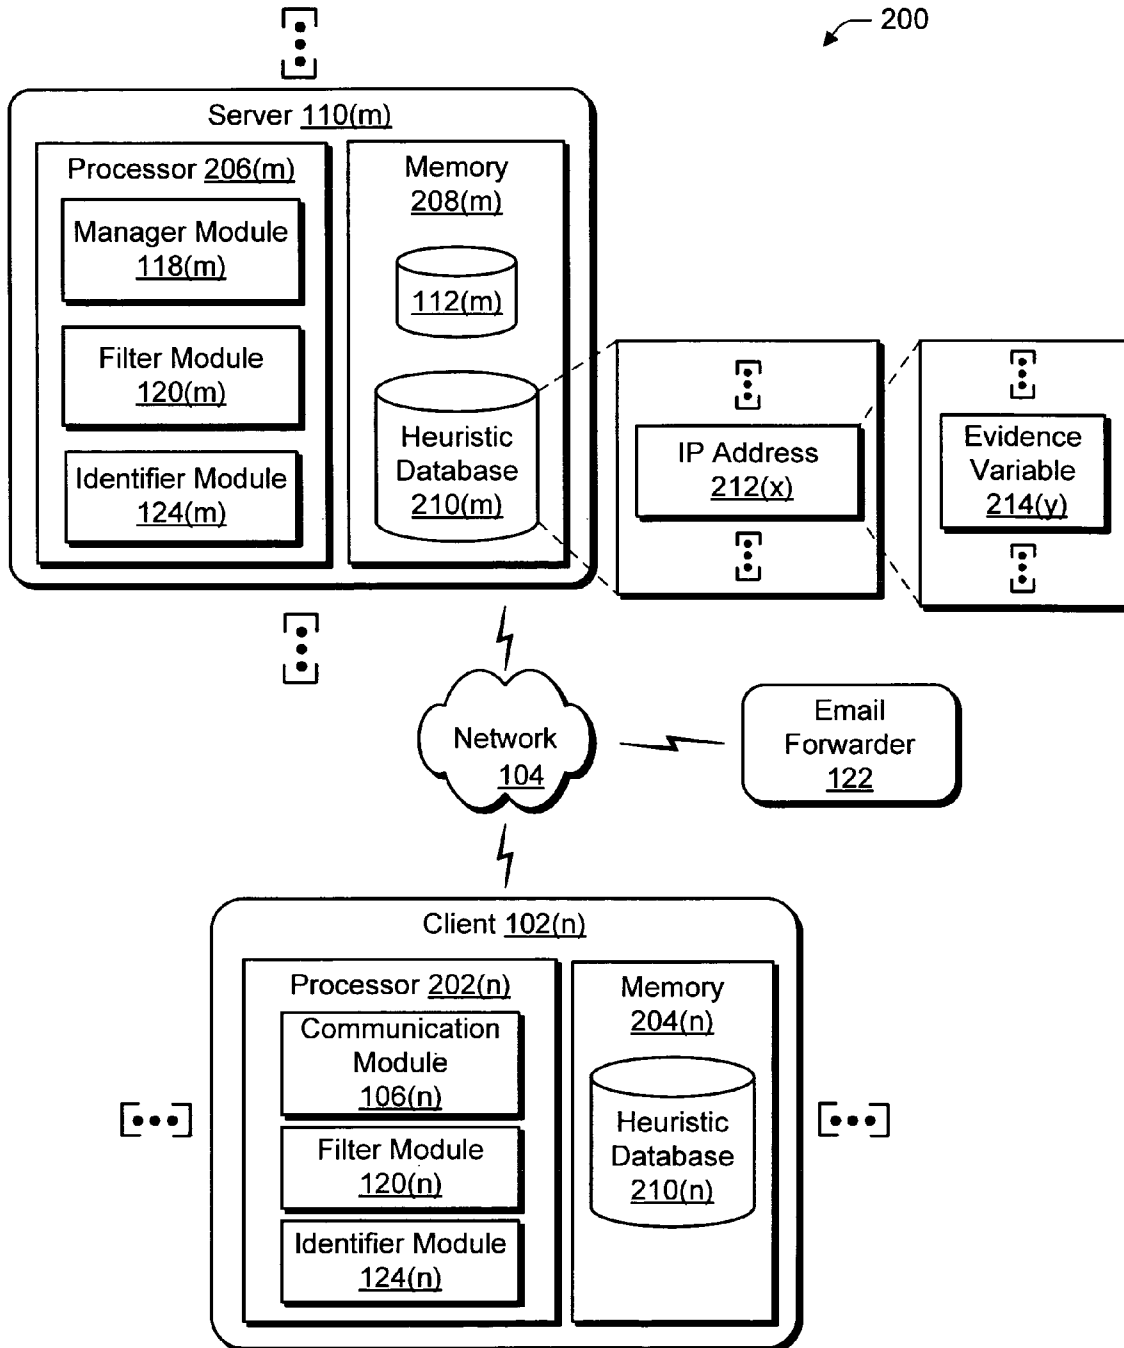 200
Server 110(m)
Processor 206(m)
Manager Module
118(m)
Filter Module
120(m)
Identifier Module
124(m)
Memory
208(m)
112(m)
Heuristic
Database
210(m)
IP Address
212(x)
Evidence
Variable
214(y)
Network
104
Email
Forwarder
122
Client 102(n)
Processor 202(n)
Communication
Module
106(n)
Filter Module
120(n)
Identifier Module
124(n)
Memory
204(n)
Heuristic
Database
210(n)